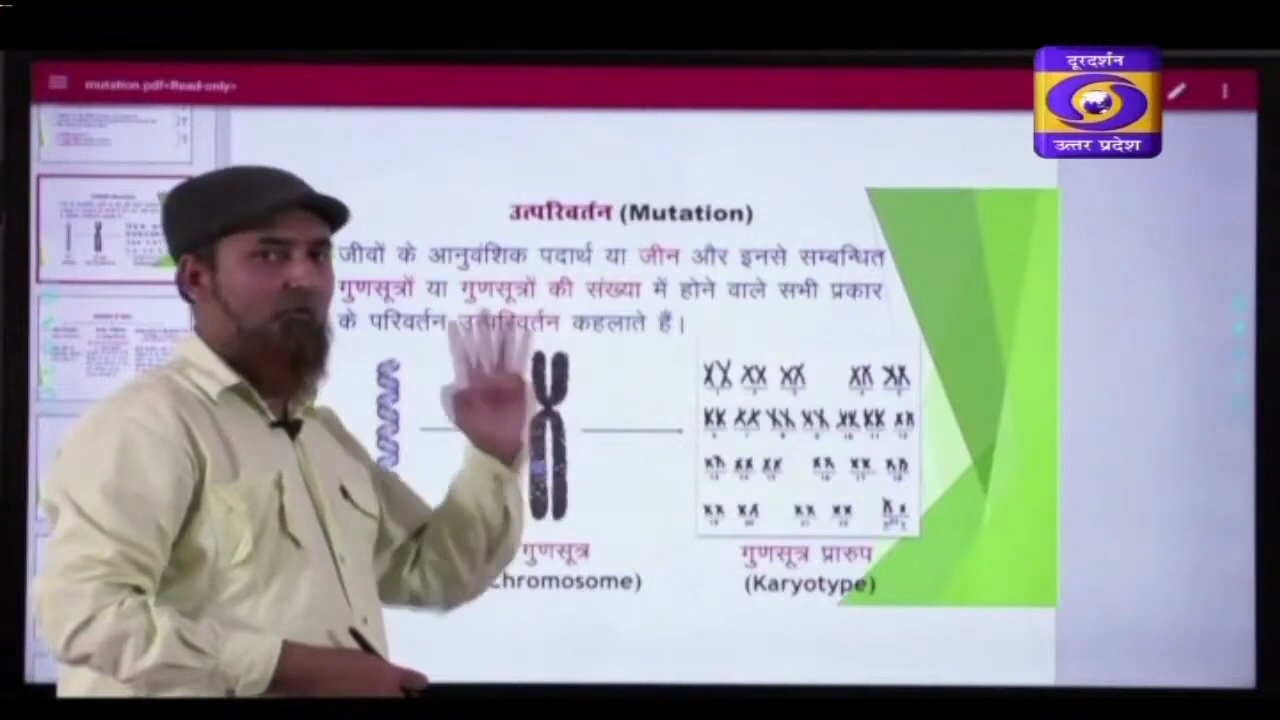 दूरदर्शन
उत्तर प्रदेश
mutation.pdf<Read-only>
उत्परिवर्तन (Mutation)
जीवों के आनुवंशिक पदार्थ या जीन और इनसे सम्बन्धित
गुणसूत्रों या गुणसूत्रों की संख्या में होने वाले सभी प्रकार
के परिवर्तन उत्परिवर्तन कहलाते हैं।
गुणसूत्र
गुणसूत्र प्रारुप
Chromosome)
(Karyotype)